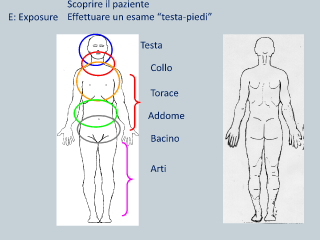 Scoprire il paziente
E: Exposure Effettuare un esame “testa-piedi”
Testa
Collo
Torace
Addome
Bacino
Arti